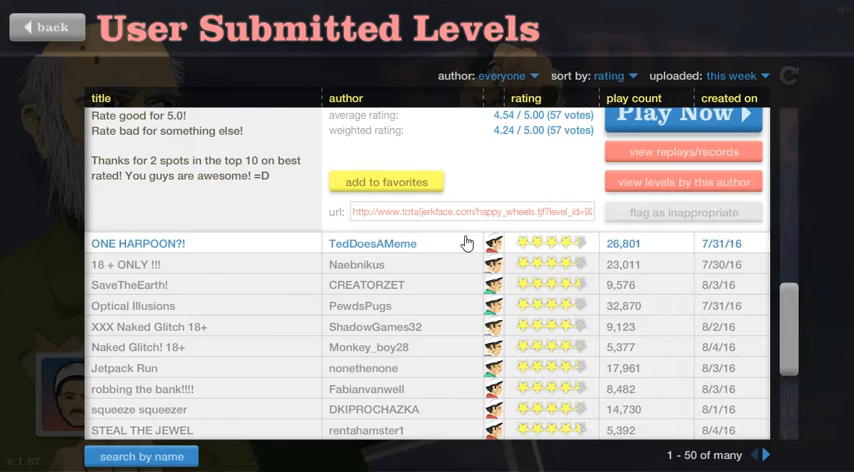 back
User Submitted Levels
author: everyone sort by: rating uploaded: this week
title author rating play count created on
Rate good for 5.0!
Rate bad for something else!
Thanks for 2 spots in the top 10 on best
rated! You guys are awesome! =D
average rating: 4.54 / 5.00 (57 votes)
weighted rating: 4.24 / 5.00 (57 votes)
add to favorites
url: http://www.totaljerkface.com/happy_wheels.tjf?level_id=92
Play Now
view replays/records
view levels by this author
flag as inappropriate
ONE HARPOON?! TedDoesAMeme 26,801 7/31/16
18 + ONLY !!! Naebnikus 23,011 7/30/16
SaveTheEarth! CREATORZET 9,576 8/3/16
Optical Illusions PewdsPugs 32,870 7/31/16
XXX Naked Glitch 18+ ShadowGames32 9,123 8/2/16
Naked Glitch! 18+ Monkey_boy28 5,377 8/4/16
Jetpack Run nonethenone 17,961 8/3/16
robbing the bank!!!! Fabianvanwell 8,482 8/3/16
squeeze squeezer DKIPROCHAZKA 14,730 8/1/16
STEAL THE JEWEL rentahamster1 5,392 8/4/16
search by name
1 - 50 of many
v 1.87